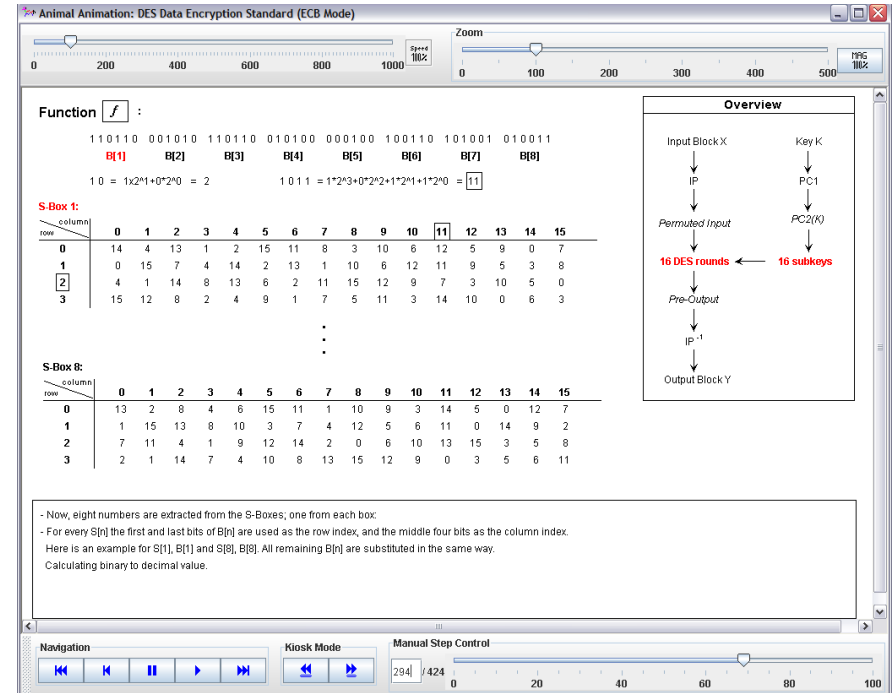 Animal Animation: DES Data Encryption Standard (ECB Mode)
Zoom
0 200 400 600 800 1000
Speed
100%
0 100 200 300 400 500
MAG
100%
Function f :
110110 001010 110110 010100 000100 100110 101001 010011
B[1] B[2] B[3] B[4] B[5] B[6] B[7] B[8]
1 0 = 1x2^1+0*2^0 = 2 1 0 1 1 = 1*2^3+0*2^2+1*2^1+1*2^0 = 11
S-Box 1:
column
row
0 1 2 3 4 5 6 7 8 9 10 11 12 13 14 15
0 14 4 13 1 2 15 11 8 3 10 6 12 5 9 0 7
1 0 15 7 4 14 2 13 1 10 6 12 11 9 5 3 8
2 4 1 14 8 13 6 2 11 15 12 9 7 3 10 5 0
3 15 12 8 2 4 9 1 7 5 11 3 14 10 0 6 3
.
.
.
S-Box 8:
column
row
0 1 2 3 4 5 6 7 8 9 10 11 12 13 14 15
0 13 2 8 4 6 15 11 1 10 9 3 14 5 0 12 7
1 1 15 13 8 10 3 7 4 12 5 6 11 0 14 9 2
2 7 11 4 1 9 12 14 2 0 6 10 13 15 3 5 8
3 2 1 14 7 4 10 8 13 15 12 9 0 3 5 6 11
Overview
Input Block X Key K
IP PC1
Permuted Input PC2(K)
16 DES rounds 16 subkeys
Pre-Output
IP -1
Output Block Y
- Now, eight numbers are extracted from the S-Boxes; one from each box:
- For every S[n] the first and last bits of B[n] are used as the row index, and the middle four bits as the column index.
Here is an example for S[1], B[1] and S[8], B[8]. All remaining B[n] are substituted in the same way.
Calculating binary to decimal value.
Navigation
Kiosk Mode
Manual Step Control
294 / 424
0 20 40 60 80 100